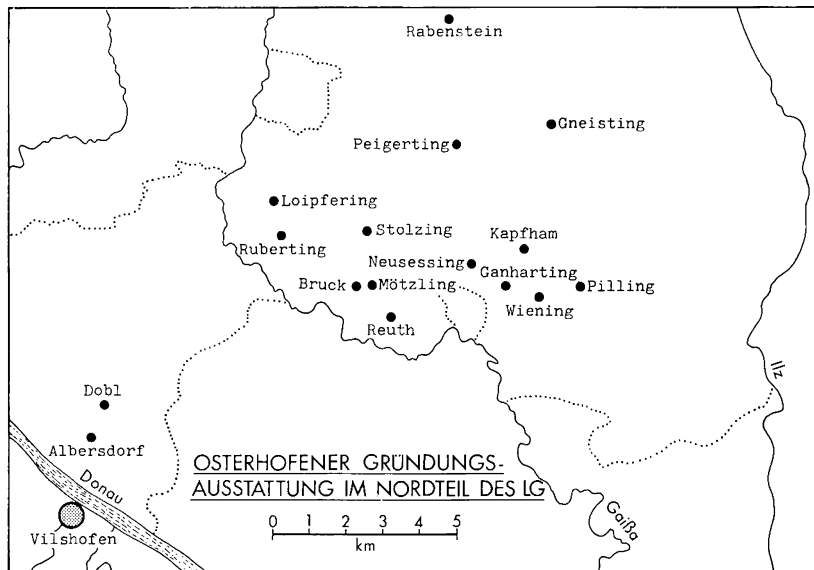 Rabenstein
Gneisting
Peigerting
Loipfering
Stolzing
Ruberting
Kapfham
Neusessing
Ganharting
Bruck
Mötzling
Pilling
Wiening
Reuth
Ilz
Dobl
Albersdorf
OSTERHOFENER GRÜNDUNGS-
AUSSTATTUNG IM NORDTEIL DES LG
Donau
Gaißa
Vilshofen
0 1 2 3 4 5
km